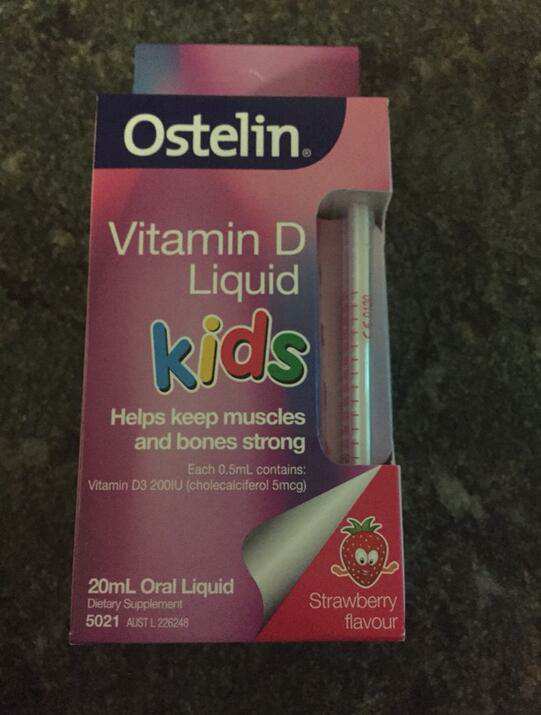 Ostelin®
Vitamin D
Liquid
kids
Helps keep muscles
and bones strong
Each 0.5mL contains:
Vitamin D3 200IU (cholecalciferol 5mcg)
20mL Oral Liquid
Dietary Supplement
5021 AUST L 226248
Strawberry
flavour